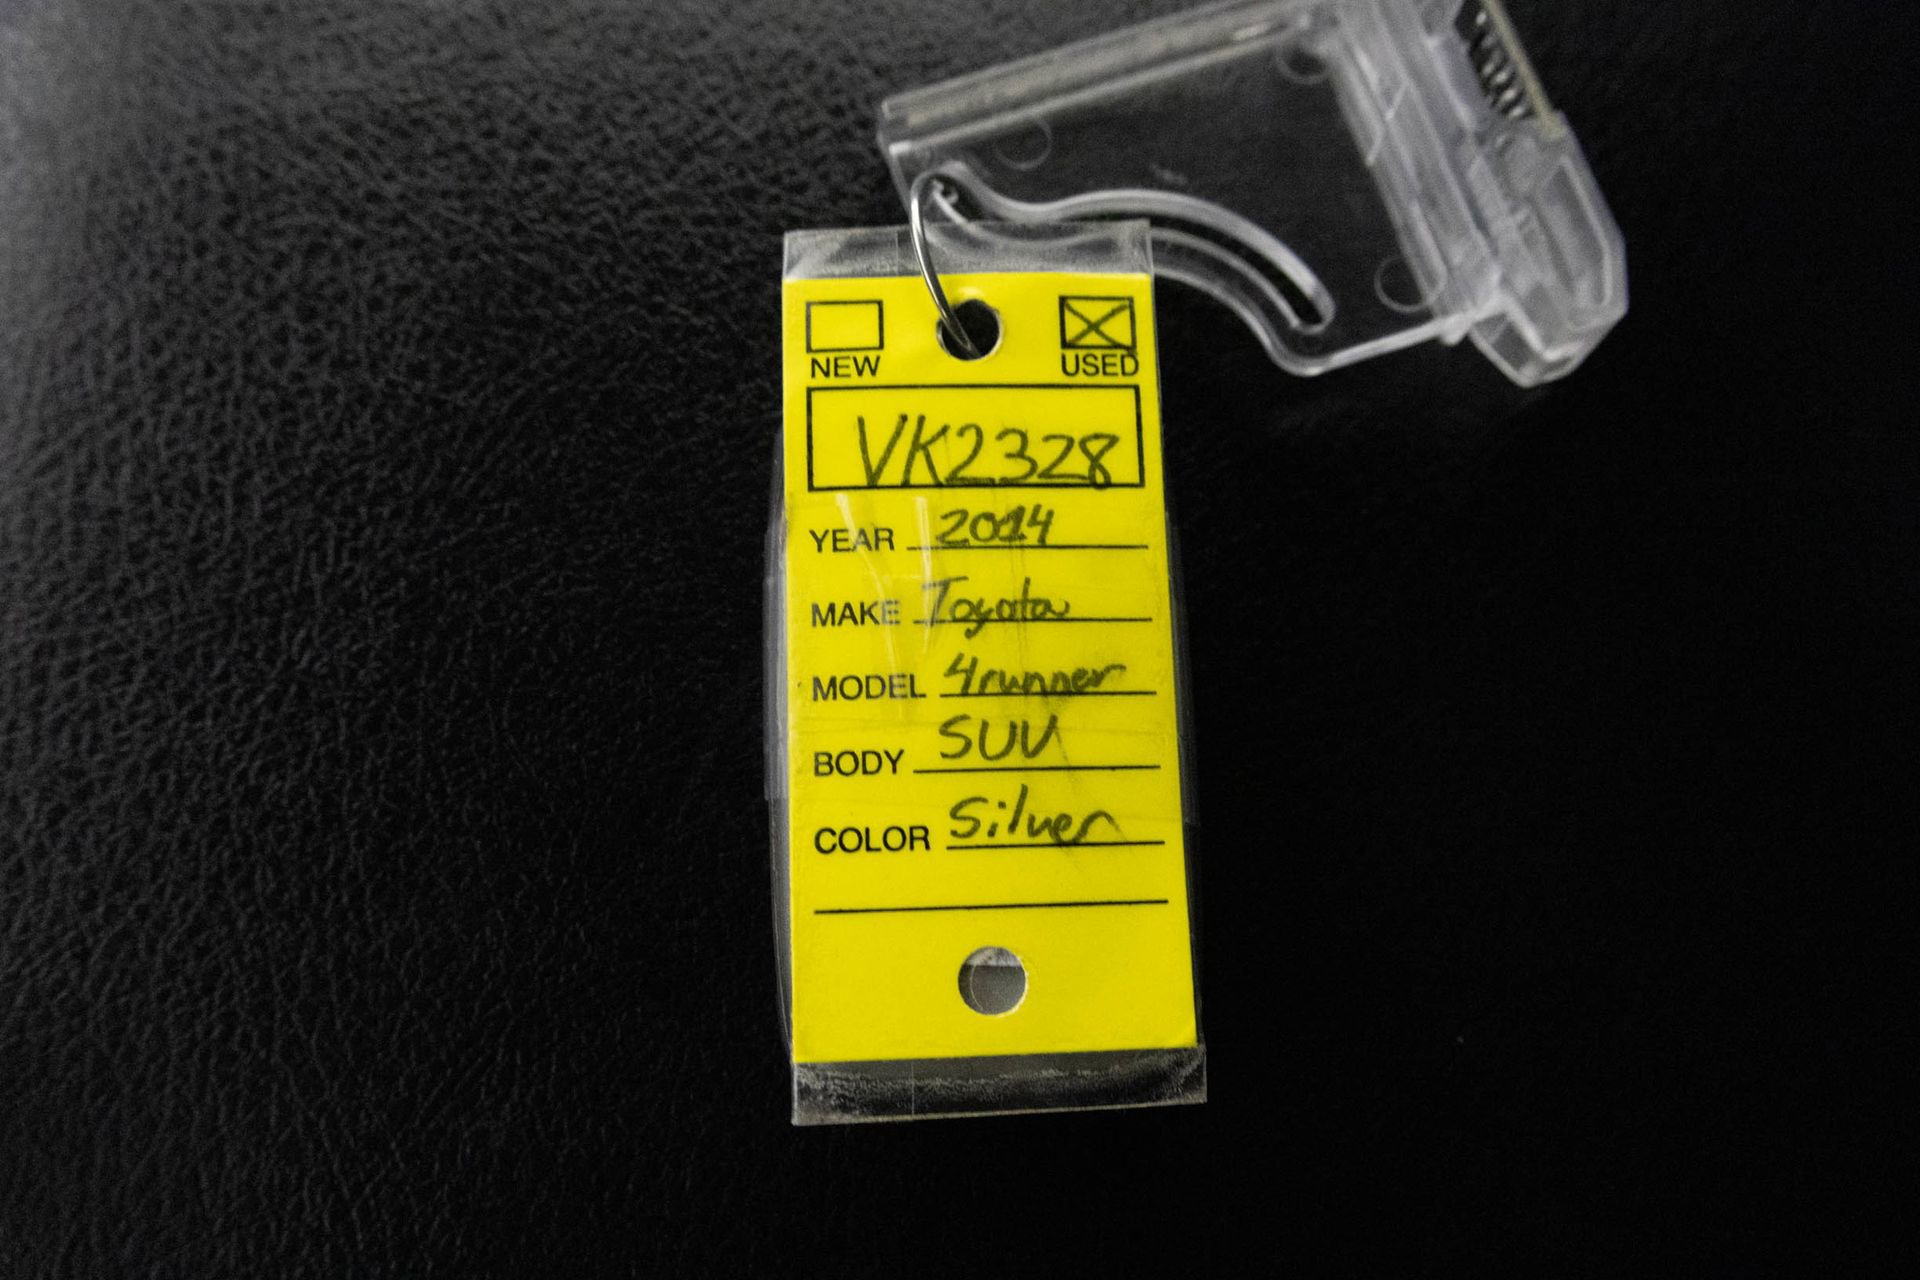 NEW USED
VK2328
YEAR 2014
MAKE Toyota
MODEL 4runner
BODY SUV
COLOR Silver